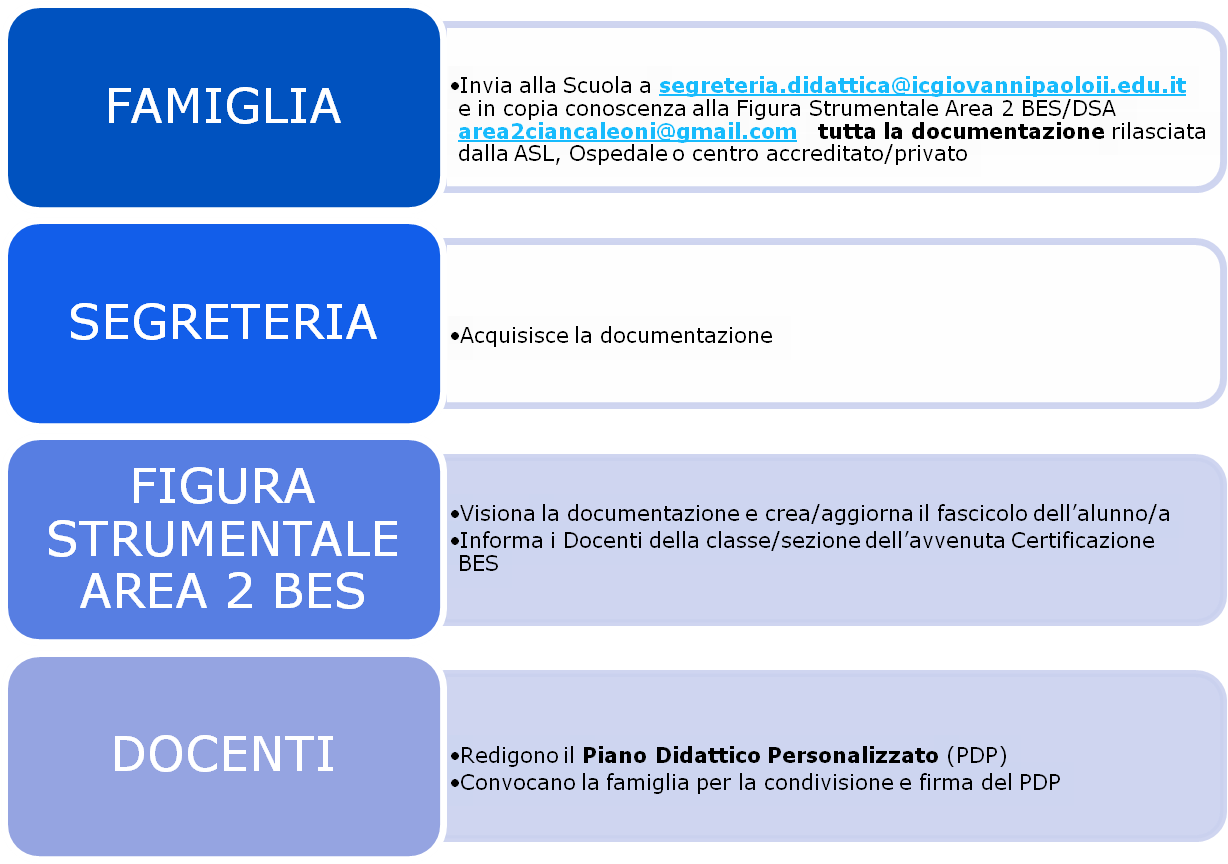 FAMIGLIA
•Invia alla Scuola a segreteria.didattica@icgiovannipaoloii.edu.it
e in copia conoscenza alla Figura Strumentale Area 2 BES/DSA
area2ciancaleoni@gmail.com tutta la documentazione rilasciata
dalla ASL, Ospedale o centro accreditato/privato
SEGRETERIA
•Acquisisce la documentazione
FIGURA
STRUMENTALE
AREA 2 BES
•Visiona la documentazione e crea/aggiorna il fascicolo dell’alunno/a
•Informa i Docenti della classe/sezione dell’avvenuta Certificazione
BES
DOCENTI
•Redigono il Piano Didattico Personalizzato (PDP)
•Convocano la famiglia per la condivisione e firma del PDP